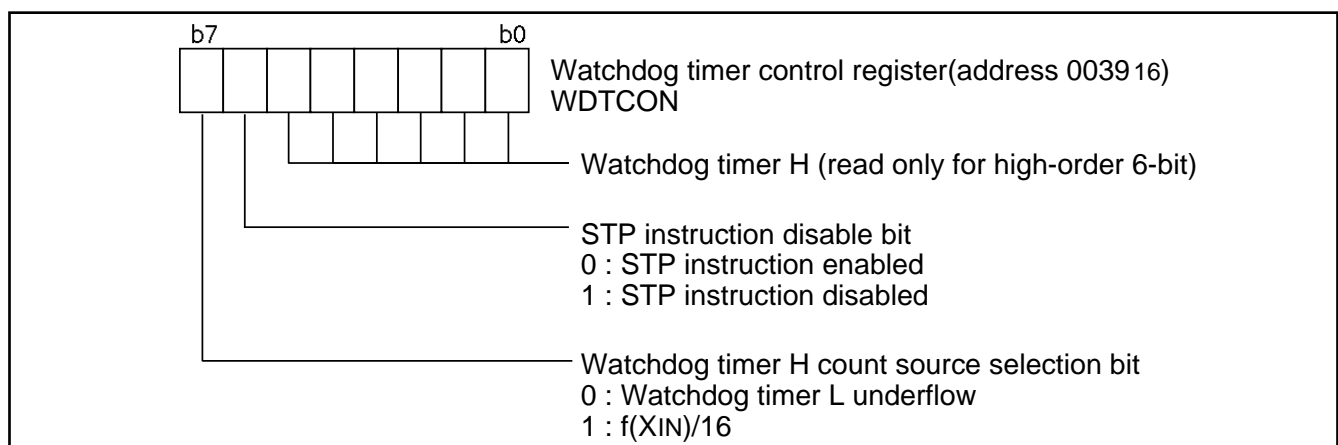 b7 b0
Watchdog timer control register(address 003916)
WDTCON
Watchdog timer H (read only for high-order 6-bit)
STP instruction disable bit
0 : STP instruction enabled
1 : STP instruction disabled
Watchdog timer H count source selection bit
0 : Watchdog timer L underflow
1 : f(XIN)/16